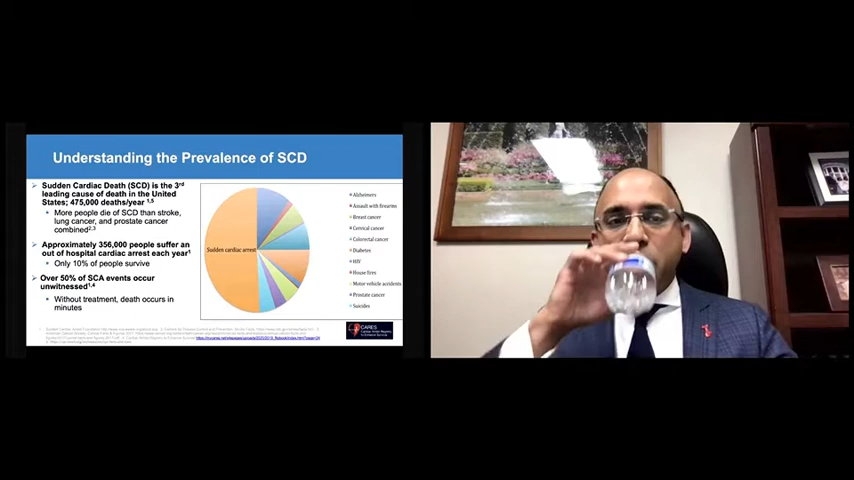 Understanding the Prevalence of SCD
➢ Sudden Cardiac Death (SCD) is the 3rd
leading cause of death in the United
States; 475,000 deaths/year 1,5
• More people die of SCD than stroke,
lung cancer, and prostate cancer
combined2,3
➢ Approximately 356,000 people suffer an
out of hospital cardiac arrest each year1
• Only 10% of people survive
➢ Over 50% of SCA events occur
unwitnessed1,4
• Without treatment, death occurs in
minutes
Sudden cardiac arrest
Alzheimers
Assault with firearms
Breast cancer
Cervical cancer
Colorectal cancer
Diabetes
HIV
House fires
Motor vehicle accidents
Prostate cancer
Suicides
CARES